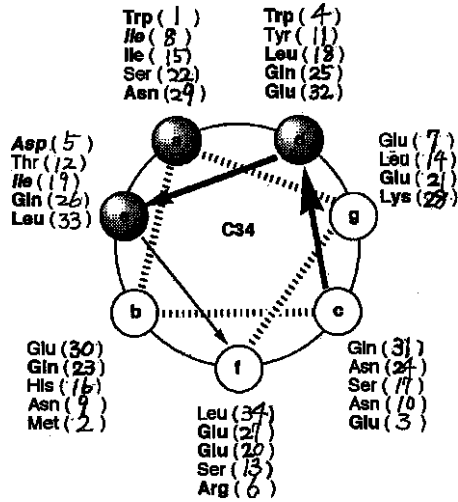 Trp (1)
Ile (8)
Ile (15)
Ser (22)
Asn (29)
Trp (4)
Tyr (11)
Leu (18)
Gln (25)
Glu (32)
Asp (5)
Thr (12)
Ile (19)
Gln (26)
Leu (33)
Glu (7)
Leu (14)
Glu (21)
Lys (28)
C34
g
b
c
f
Glu (30)
Gln (23)
His (16)
Asn (9)
Met (2)
Gln (31)
Asn (24)
Ser (17)
Asn (10)
Glu (3)
Leu (34)
Glu (27)
Glu (20)
Ser (13)
Arg (6)